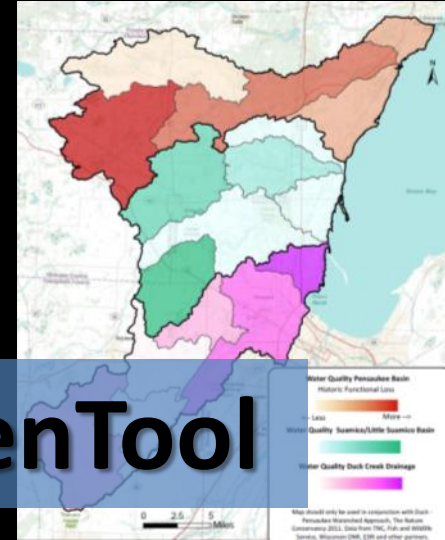 N
enTool
Water Quality Pensaukee Basin
Historic Functional Loss
<-- Less More -->
Water Quality Suamico/Little Suamico Basin
Water Quality Duck Creek Drainage
0 2.5 5
Miles
Map should only be used in conjunction with Duck -
Pensaukee Watershed Approach, The Nature
Conservancy 2011. Data from TNC, Fish and Wildlife
Service, Wisconsin DNR, ESRI and other partners.